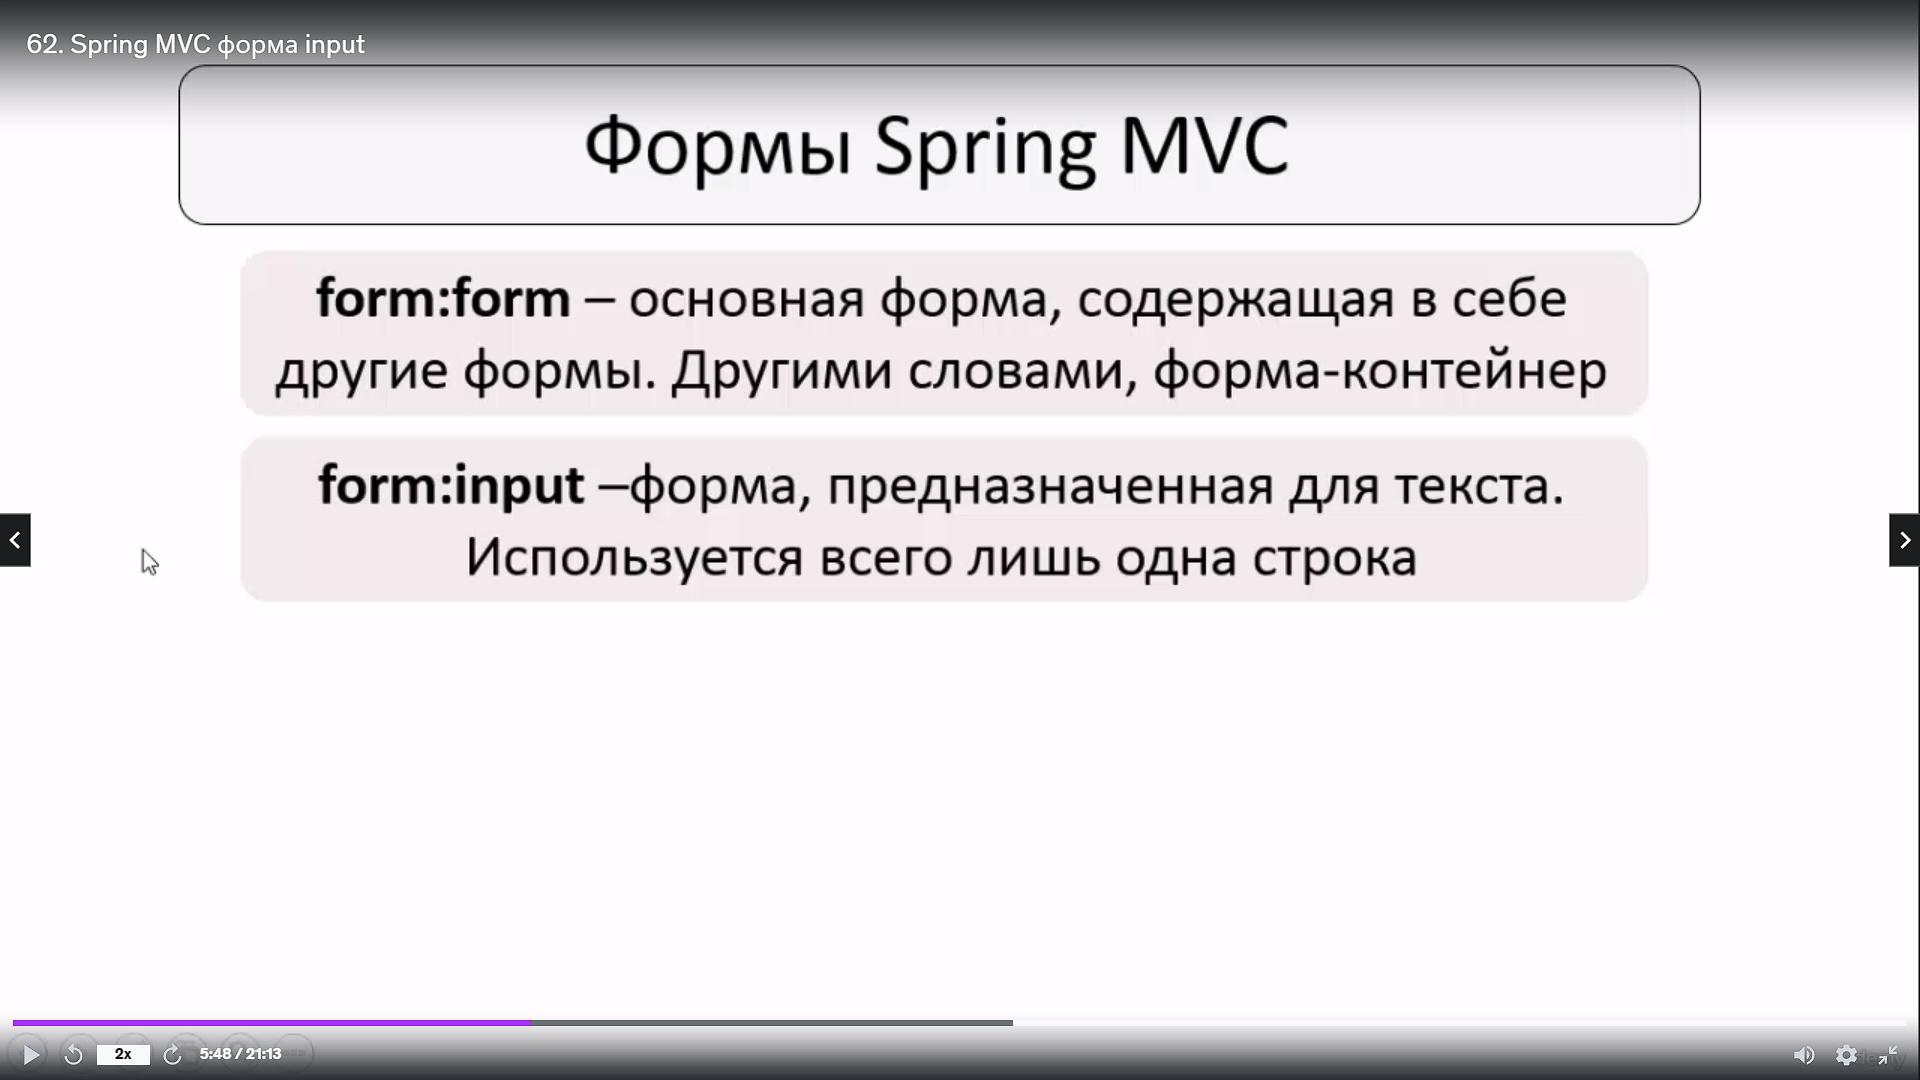 62. Spring MVC форма input
Формы Spring MVC
form:form – основная форма, содержащая в себе
другие формы. Другими словами, форма-контейнер
form:input –форма, предназначенная для текста.
Используется всего лишь одна строка
2x
5:48 / 21:13